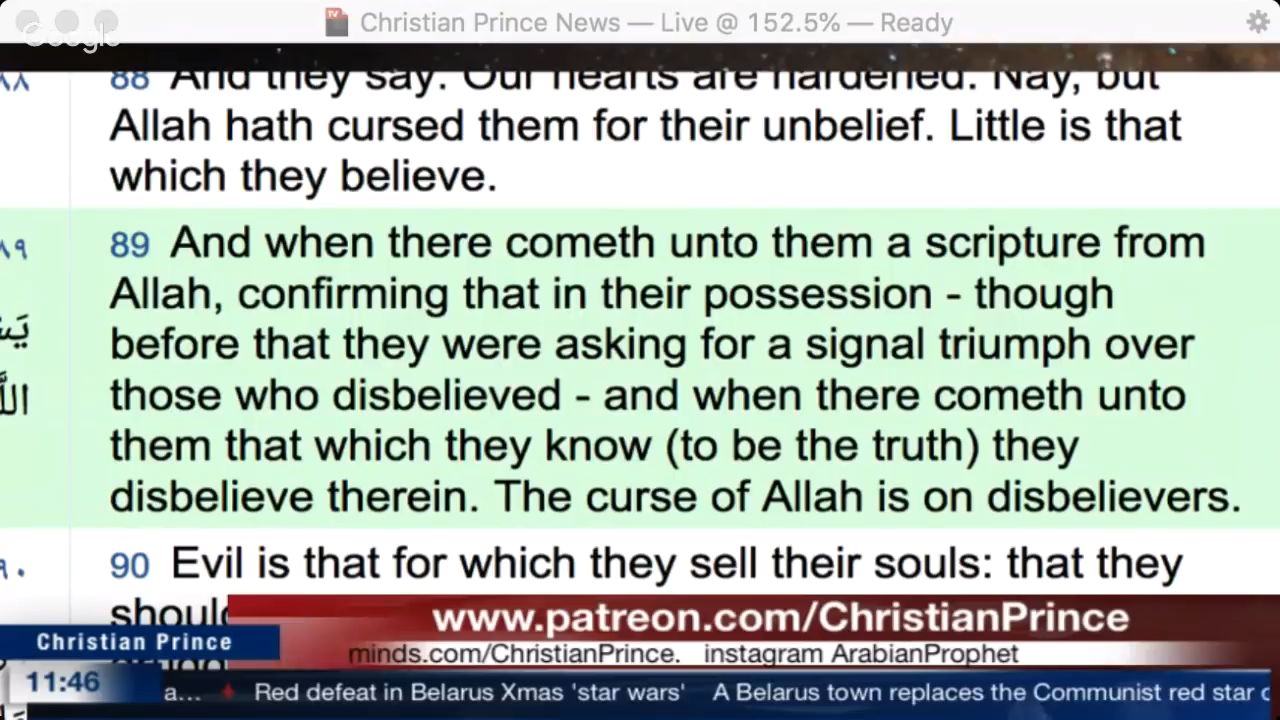 Christian Prince News — Live @ 152.5% — Ready
Google
٨٨
88 And they say: Our hearts are hardened. Nay, but
Allah hath cursed them for their unbelief. Little is that
which they believe.
٨٩
89 And when there cometh unto them a scripture from
Allah, confirming that in their possession - though
before that they were asking for a signal triumph over
those who disbelieved - and when there cometh unto
them that which they know (to be the truth) they
disbelieve therein. The curse of Allah is on disbelievers.
٩٠
90 Evil is that for which they sell their souls: that they
www.patreon.com/ChristianPrince
Christian Prince
minds.com/ChristianPrince. instagram ArabianProphet
11:46
a... Red defeat in Belarus Xmas 'star wars' A Belarus town replaces the Communist red star